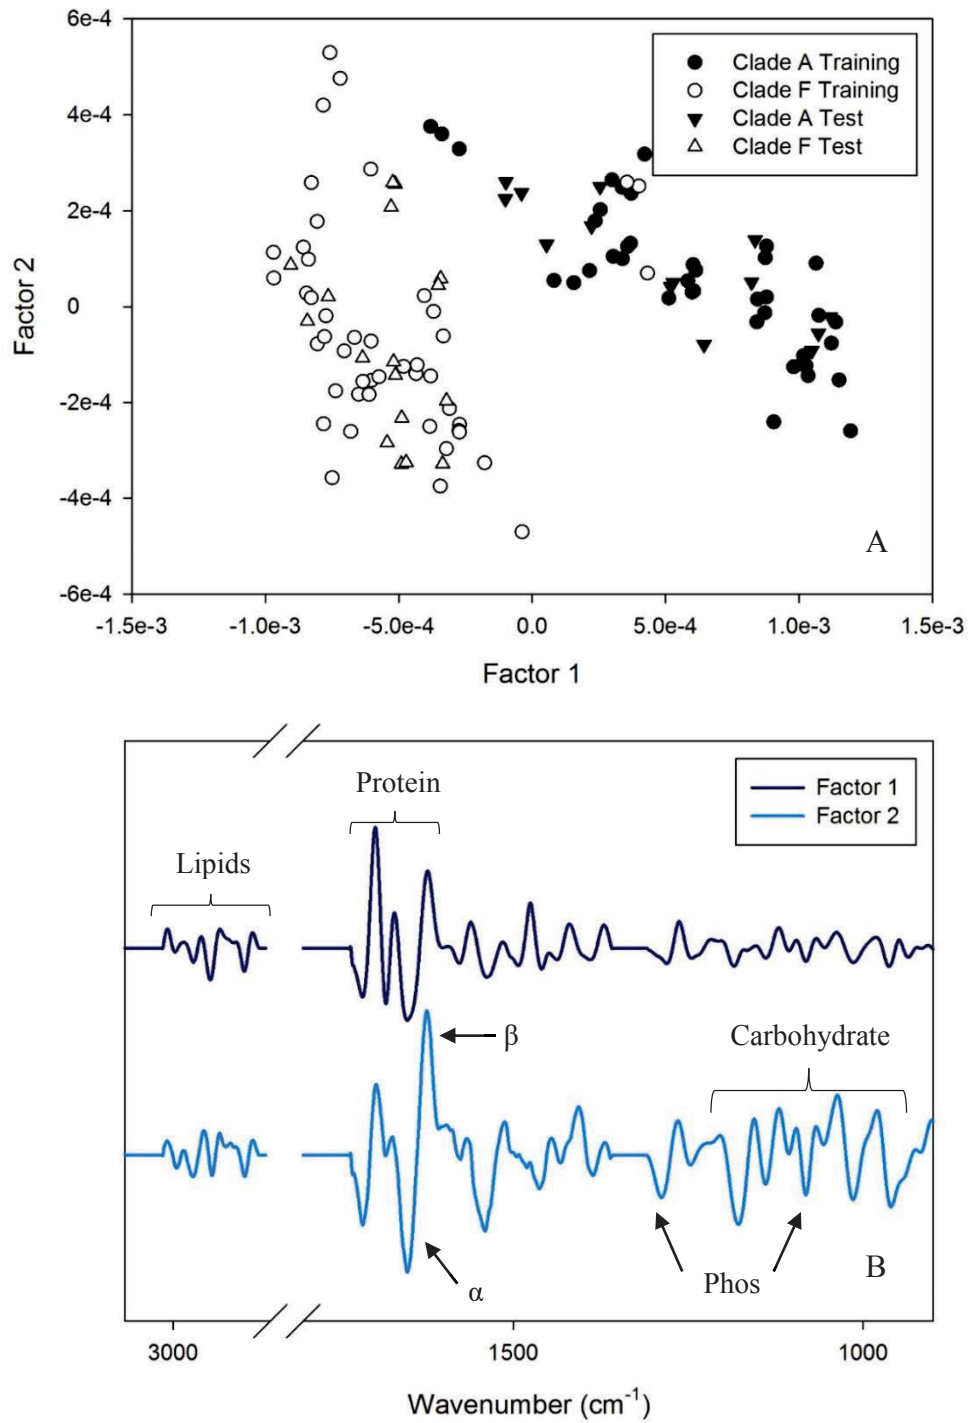 6e-4
4e-4
2e-4
0
-2e-4
-4e-4
-6e-4
Factor 2
Clade A Training
Clade F Training
Clade A Test
Clade F Test
A
-1.5e-3 -1.0e-3 -5.0e-4 0.0 5.0e-4 1.0e-3 1.5e-3
Factor 1
Factor 1
Factor 2
Protein
Lipids
β
Carbohydrate
α
Phos
B
3000 1500 1000
Wavenumber (cm⁻¹)